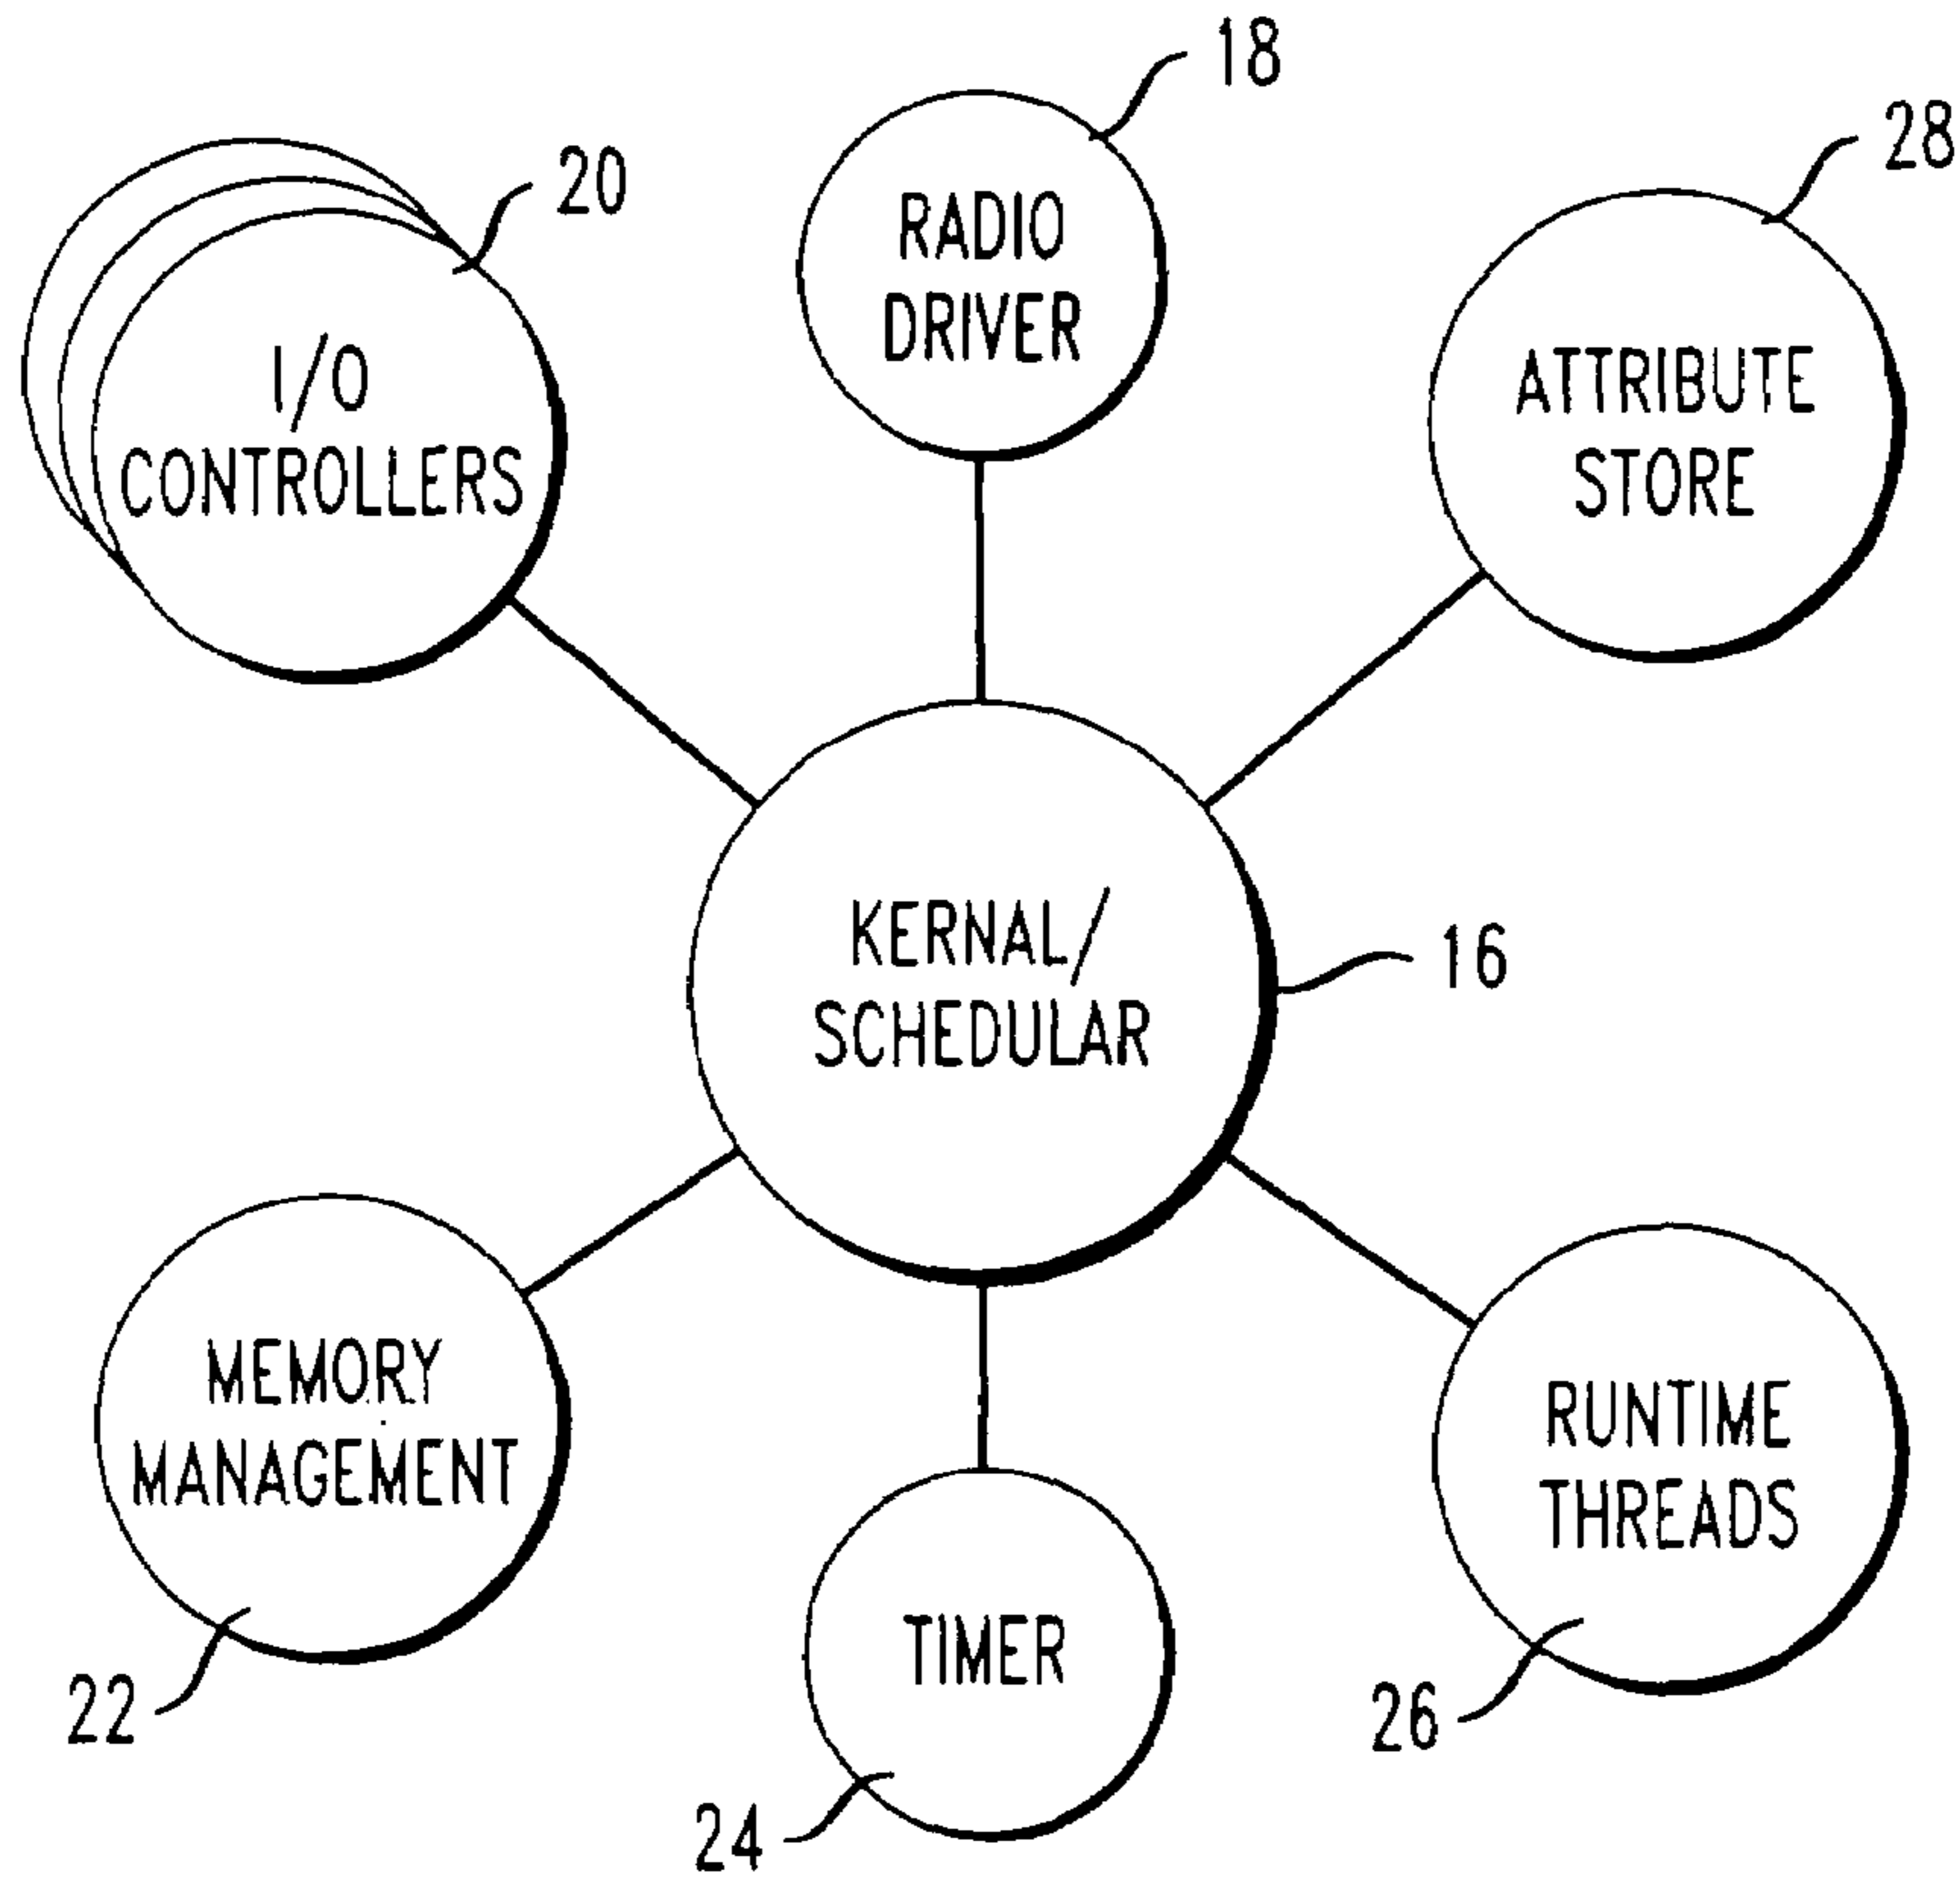 18
RADIO
DRIVER
20
I/O
CONTROLLERS
28
ATTRIBUTE
STORE
KERNAL/
SCHEDULAR
16
MEMORY
MANAGEMENT
22
TIMER
24
RUNTIME
THREADS
26